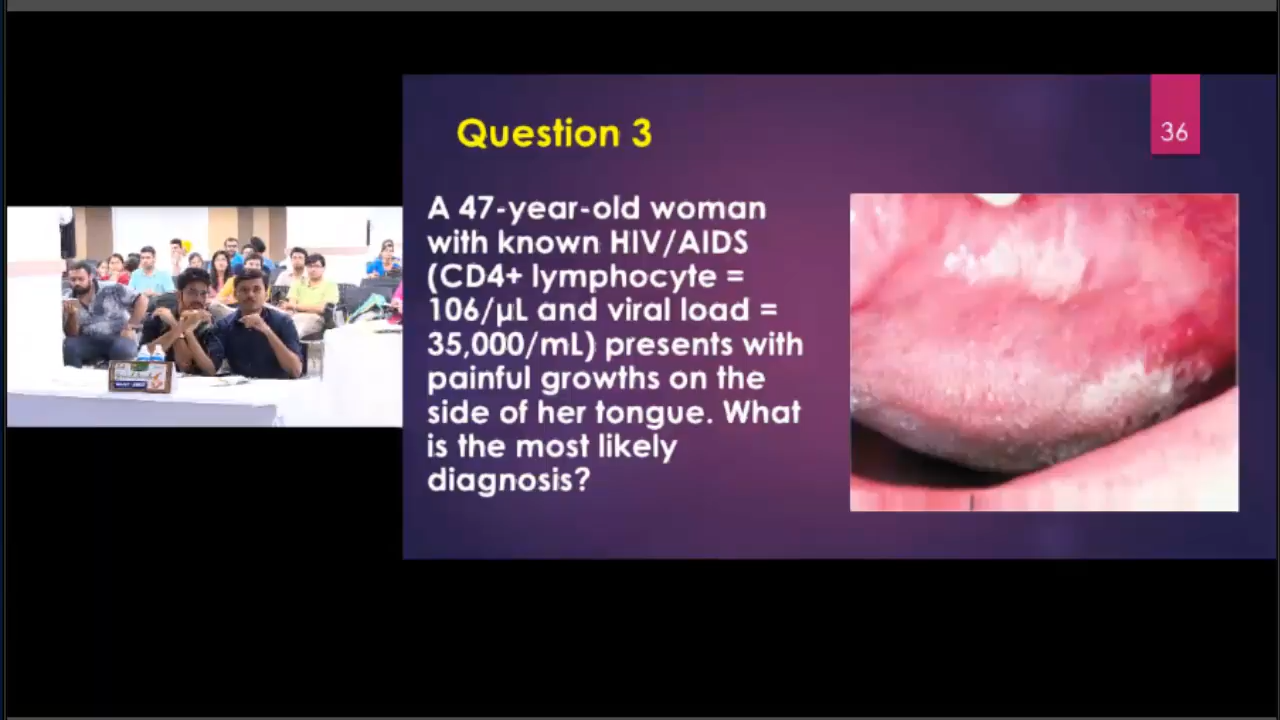 Question 3
36
A 47-year-old woman
with known HIV/AIDS
(CD4+ lymphocyte =
106/µL and viral load =
35,000/mL) presents with
painful growths on the
side of her tongue. What
is the most likely
diagnosis?